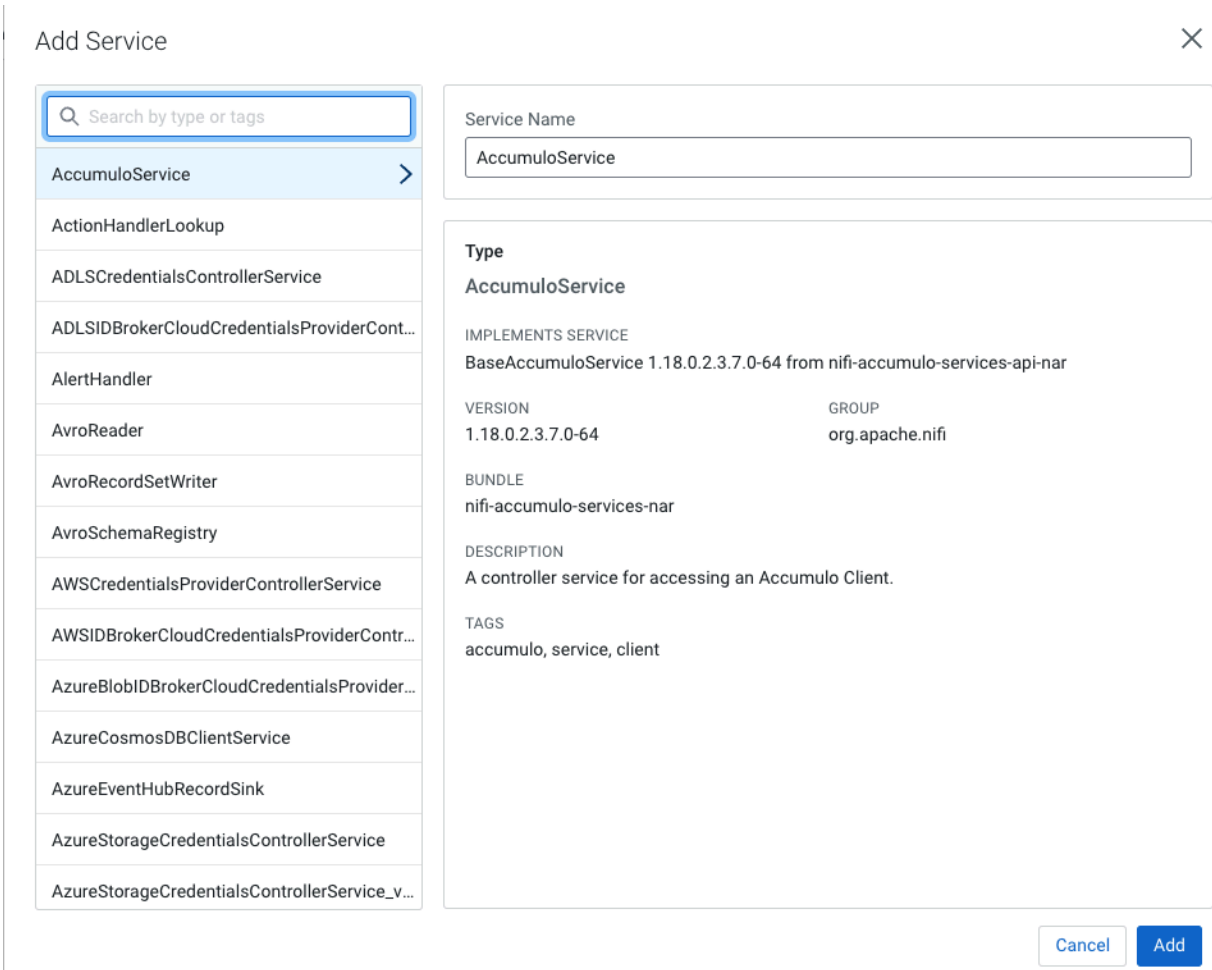 Add Service
Search by type or tags
AccumuloService
ActionHandlerLookup
ADLSCredentialsControllerService
ADLSIDBrokerCloudCredentialsProviderCont...
AlertHandler
AvroReader
AvroRecordSetWriter
AvroSchemaRegistry
AWSCredentialsProviderControllerService
AWSIDBrokerCloudCredentialsProviderContr...
AzureBlobIDBrokerCloudCredentialsProvider...
AzureCosmosDBClientService
AzureEventHubRecordSink
AzureStorageCredentialsControllerService
AzureStorageCredentialsControllerService_v...
Service Name
AccumuloService
Type
AccumuloService
IMPLEMENTS SERVICE
BaseAccumuloService 1.18.0.2.3.7.0-64 from nifi-accumulo-services-api-nar
VERSION
1.18.0.2.3.7.0-64
GROUP
org.apache.nifi
BUNDLE
nifi-accumulo-services-nar
DESCRIPTION
A controller service for accessing an Accumulo Client.
TAGS
accumulo, service, client
Cancel
Add